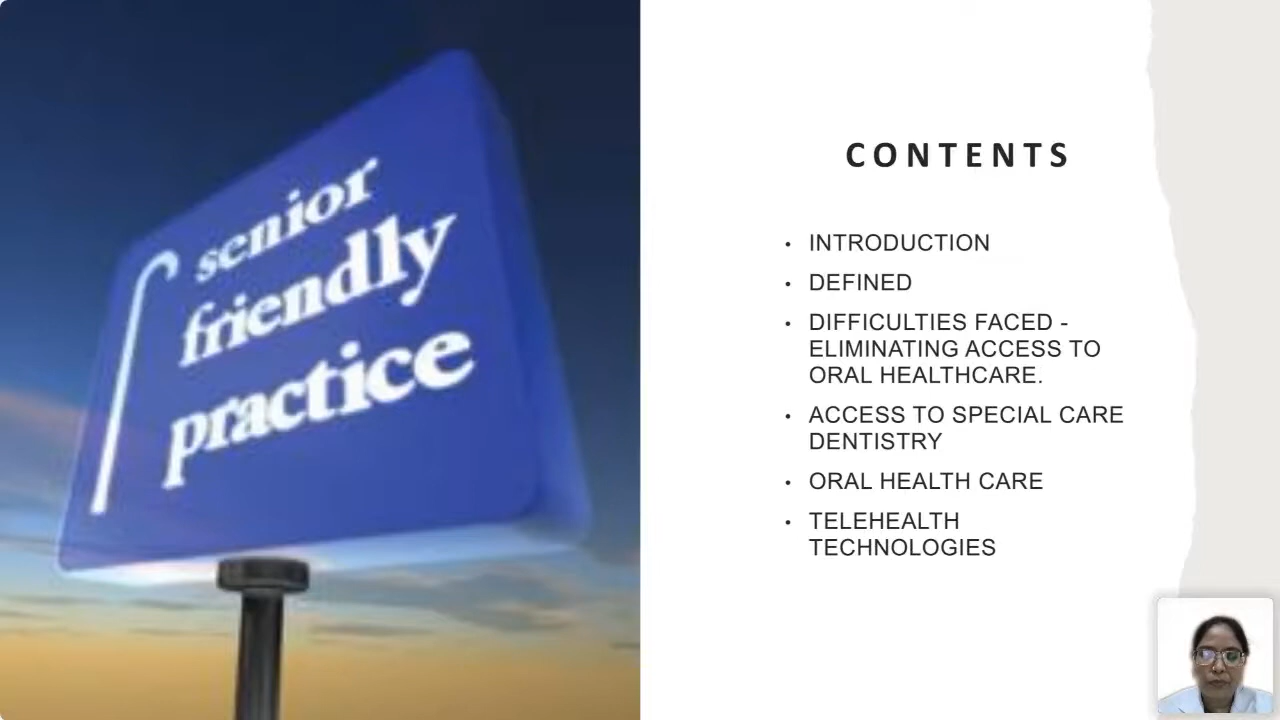 senior
friendly
practice
CONTENTS
• INTRODUCTION
• DEFINED
• DIFFICULTIES FACED -
ELIMINATING ACCESS TO
ORAL HEALTHCARE.
• ACCESS TO SPECIAL CARE
DENTISTRY
• ORAL HEALTH CARE
• TELEHEALTH
TECHNOLOGIES